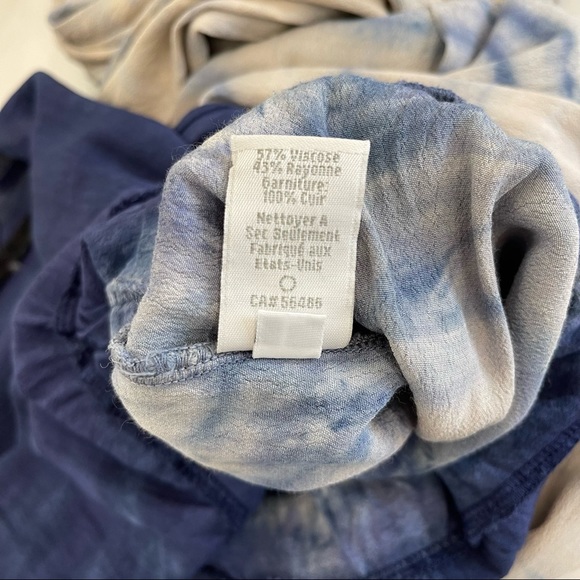 57% Viscose
43% Rayonne
Garniture:
100% Cuir
Nettoyer A
Sec Seulement
Fabriqué aux
Etats-Unis
CA# 56486